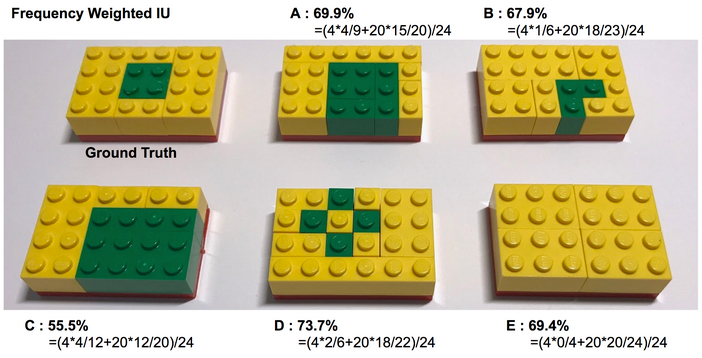 Frequency Weighted IU
A : 69.9%
=(4*4/9+20*15/20)/24
B : 67.9%
=(4*1/6+20*18/23)/24
Ground Truth
C : 55.5%
=(4*4/12+20*12/20)/24
D : 73.7%
=(4*2/6+20*18/22)/24
E : 69.4%
=(4*0/4+20*20/24)/24